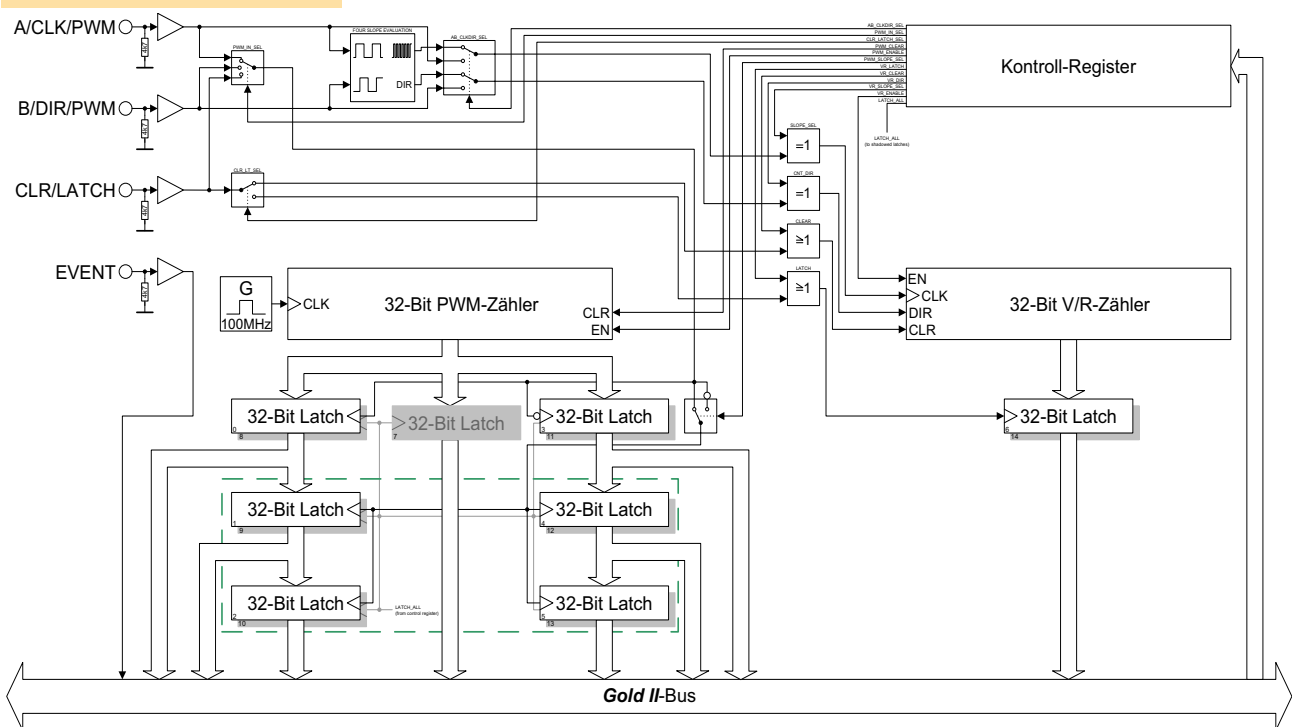 A/CLK/PWM
4k7
B/DIR/PWM
4k7
CLR/LATCH
4k7
EVENT
4k7
PWM_IN_SEL
FOUR SLOPE EVALUATION
DIR
AB_CLKDIR_SEL
CLR_LT_SEL
AB_CLKDIR_SEL
PWM_IN_SEL
CLR_LATCH_SEL
PWM_CLEAR
PWM_ENABLE
PWM_SLOPE_SEL
VR_LATCH
VR_CLEAR
VR_DIR
VR_SLOPE_SEL
VR_ENABLE
LATCH_ALL
Kontroll-Register
LATCH_ALL
(to shadowed latches)
SLOPE_SEL
=1
CNT_DIR
=1
CLEAR
≥1
LATCH
≥1
G
100MHz
CLK
32-Bit PWM-Zähler
CLR
EN
EN
CLK
DIR
CLR
32-Bit V/R-Zähler
32-Bit Latch
0
8
32-Bit Latch
7
32-Bit Latch
3
11
32-Bit Latch
6
14
32-Bit Latch
1
9
32-Bit Latch
4
12
32-Bit Latch
2
10
LATCH_ALL
(from control register)
32-Bit Latch
5
13
Gold II-Bus